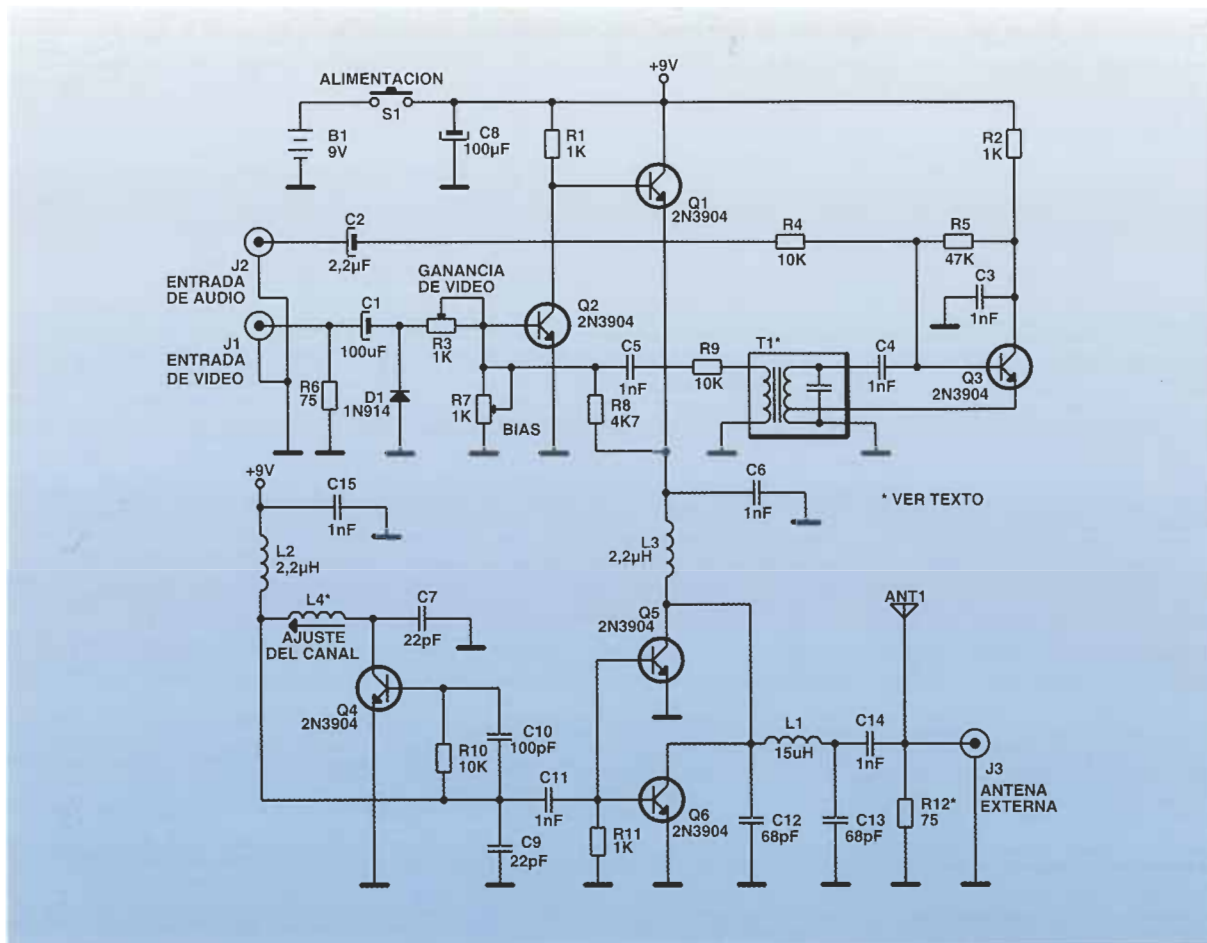 +9V
ALIMENTACION
S1
B1
9V
C8
100µF
R1
1K
R2
1K
Q1
2N3904
C2
2,2µF
R4
10K
R5
47K
J2
ENTRADA
DE AUDIO
GANANCIA
DE VIDEO
C3
1nF
C1
100uF
R3
1K
Q2
2N3904
J1
ENTRADA
DE VIDEO
C5
1nF
R9
10K
T1*
C4
1nF
Q3
2N3904
R6
75
D1
1N914
R7
1K
BIAS
R8
4K7
+9V
C15
1nF
C6
1nF
* VER TEXTO
L2
2,2µH
L3
2,2µH
L4*
AJUSTE
DEL CANAL
C7
22pF
Q5
2N3904
ANT1
Q4
2N3904
C10
100pF
R10
10K
L1
15uH
C14
1nF
J3
ANTENA
EXTERNA
C11
1nF
Q6
2N3904
R12*
75
C9
22pF
R11
1K
C12
68pF
C13
68pF